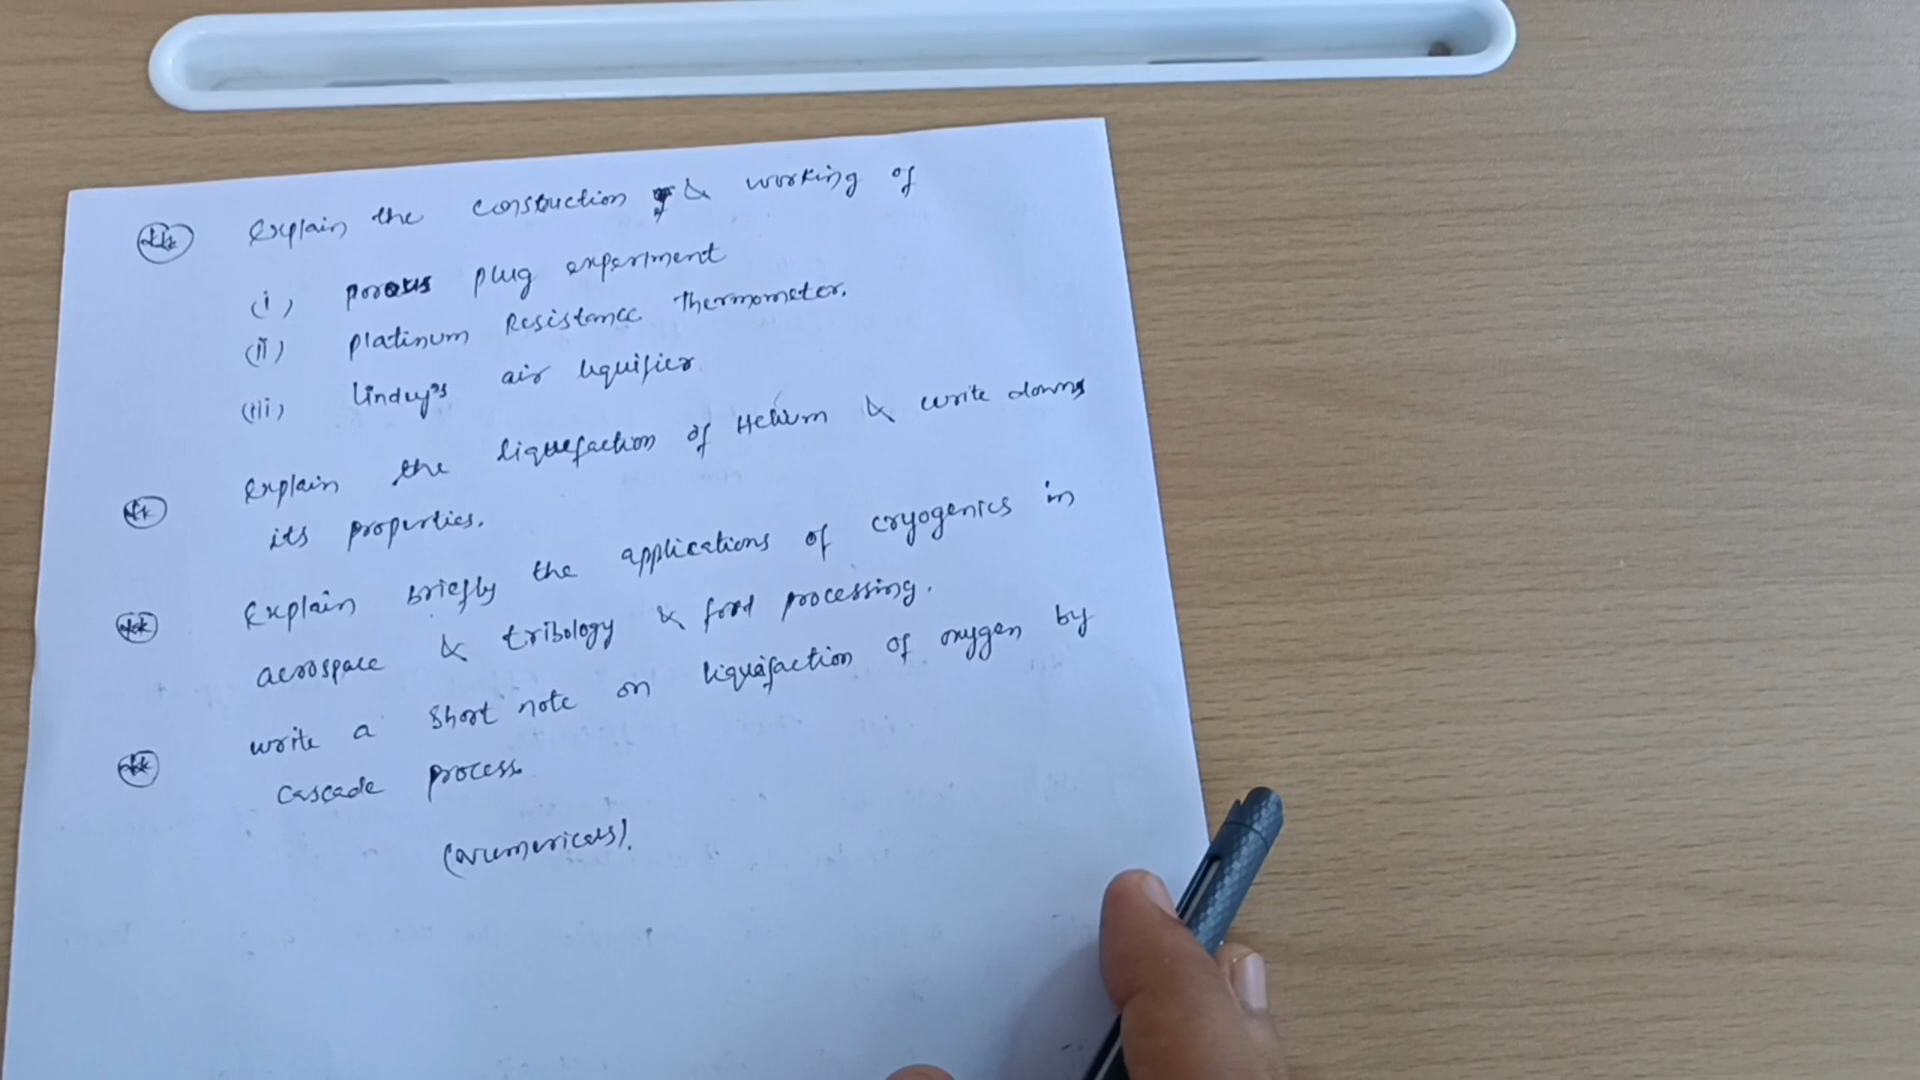 Explain the construction & working of
(i) porous plug experiment
(ii) platinum Resistance Thermometer.
(iii) Lindey's air liquifier
Explain the liquefaction of Helium & write down
its properties.
Explain briefly the applications of cryogenics in
aerospace & tribology & food processing.
write a short note on liquifaction of oxygen by
cascade process.
(Numericals).